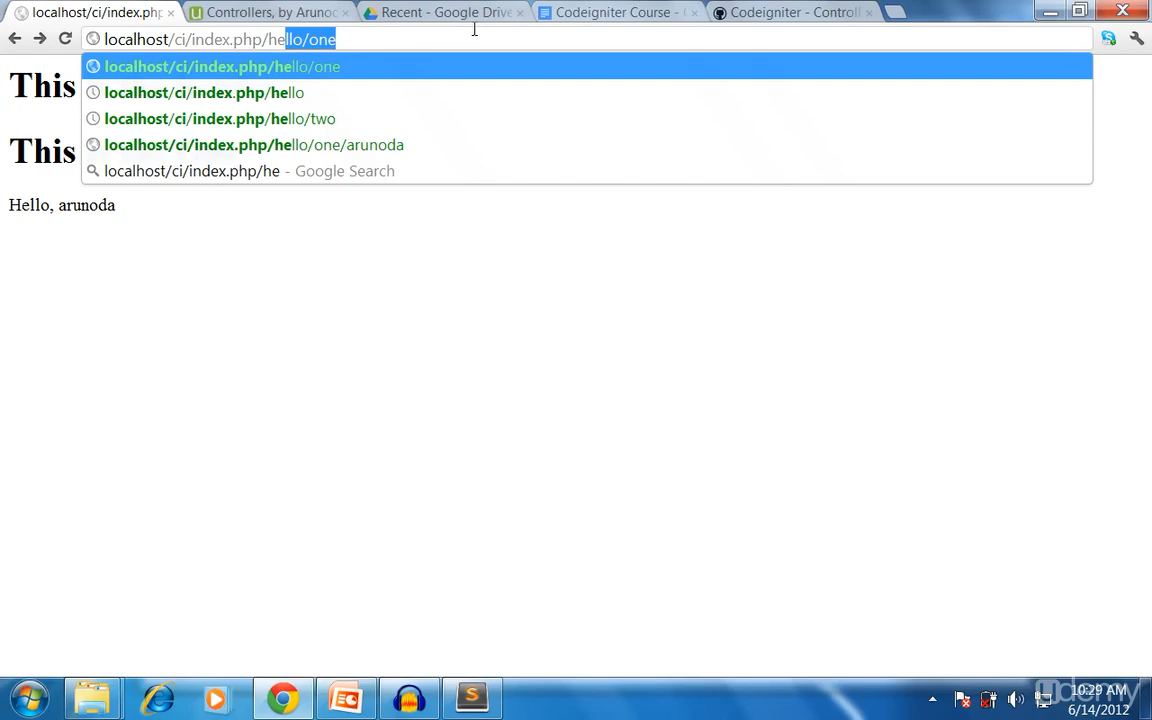 localhost/ci/index.php
Controllers, by Arunoc
Recent - Google Drive
Codeigniter Course - G
Codeigniter - Controll
localhost/ci/index.php/hello/one
localhost/ci/index.php/hello/one
This
localhost/ci/index.php/hello
localhost/ci/index.php/hello/two
This
localhost/ci/index.php/hello/one/arunoda
localhost/ci/index.php/he - Google Search
Hello, arunoda
10:29 AM
udemy
6/14/2012